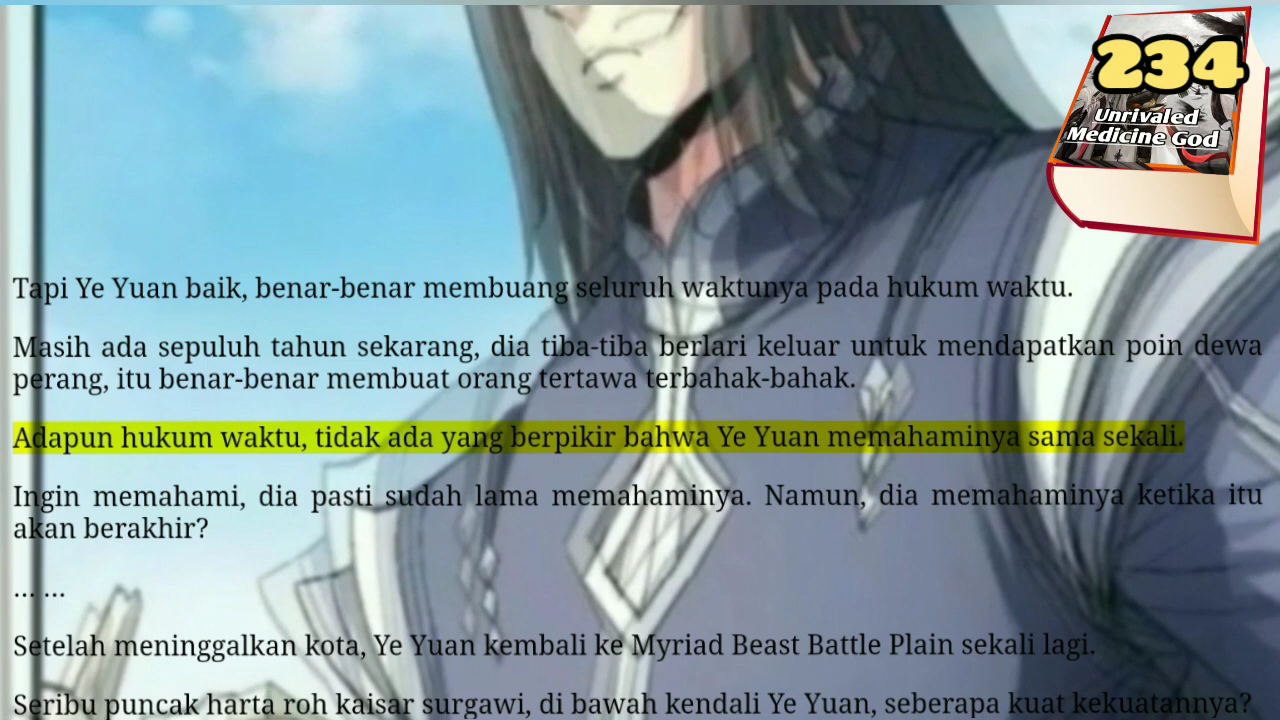 234
Unrivaled
Medicine God
Tapi Ye Yuan baik, benar-benar membuang seluruh waktunya pada hukum waktu.
Masih ada sepuluh tahun sekarang, dia tiba-tiba berlari keluar untuk mendapatkan poin dewa
perang, itu benar-benar membuat orang tertawa terbahak-bahak.
Adapun hukum waktu, tidak ada yang berpikir bahwa Ye Yuan memahaminya sama sekali.
Ingin memahami, dia pasti sudah lama memahaminya. Namun, dia memahaminya ketika itu
akan berakhir?
... ...
Setelah meninggalkan kota, Ye Yuan kembali ke Myriad Beast Battle Plain sekali lagi.
Seribu puncak harta roh kaisar surgawi, di bawah kendali Ye Yuan, seberapa kuat kekuatannya?